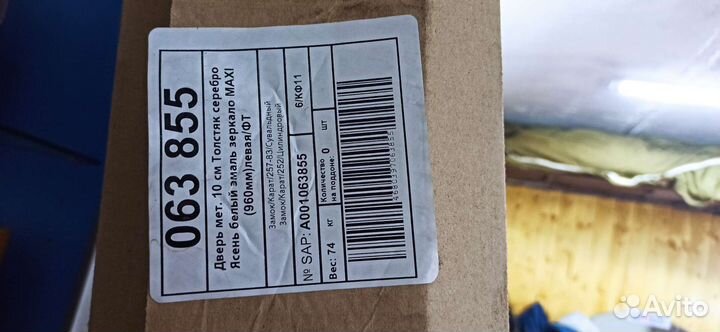 063 855
Дверь мет. 10 см Толстяк серебро
Ясень белый эмаль зеркало MAXI
(960мм)левая/ФТ
Замок/Карат/257-83/Сувальдный
Замок/Карат/252/Цилиндровый
6/КФ11
№ SAP: A001063855
Вес: 74 кг
Количество
на поддоне: 0 шт
4680397063855
Avito